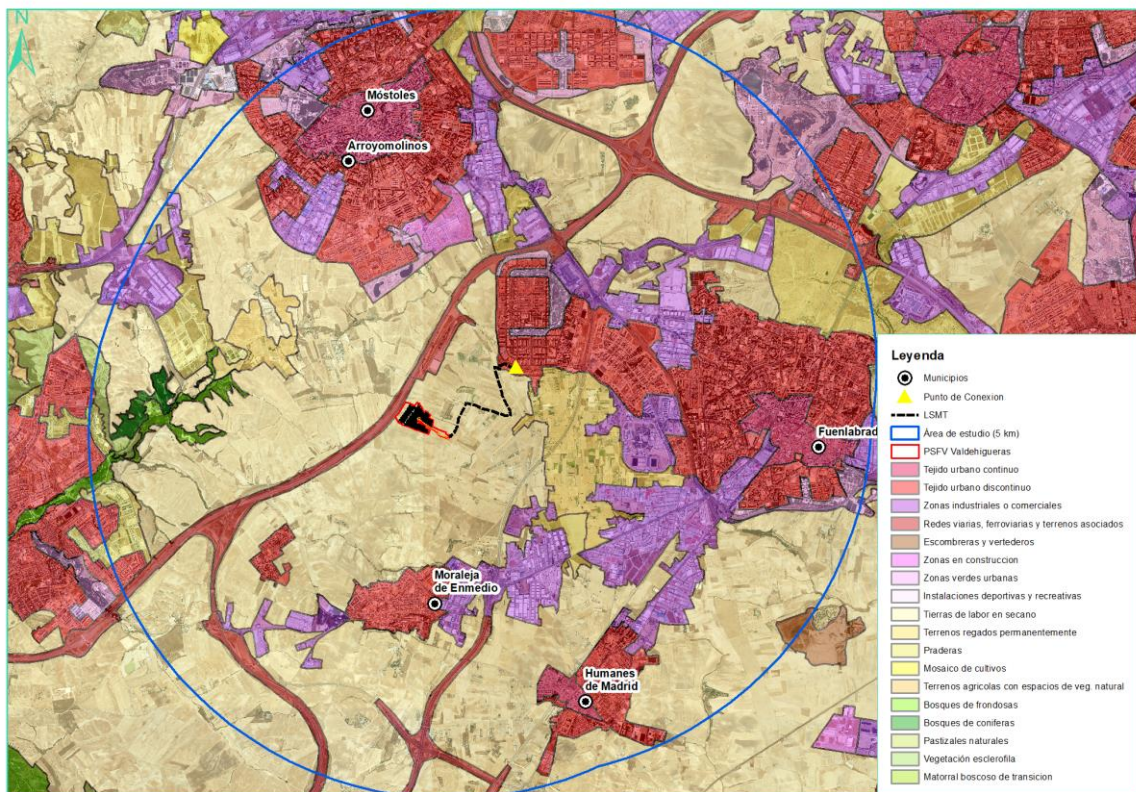 N
Móstoles
Arroyomolinos
Fuenlabrad
Moraleja
de Enmedio
Humanes
de Madrid
Leyenda
Municipios
Punto de Conexion
LSMT
Área de estudio (5 km)
PSFV Valdehigueras
Tejido urbano continuo
Tejido urbano discontinuo
Zonas industriales o comerciales
Redes viarias, ferroviarias y terrenos asociados
Escombreras y vertederos
Zonas en construccion
Zonas verdes urbanas
Instalaciones deportivas y recreativas
Tierras de labor en secano
Terrenos regados permanentemente
Praderas
Mosaico de cultivos
Terrenos agricolas con espacios de veg. natural
Bosques de frondosas
Bosques de coniferas
Pastizales naturales
Vegetación esclerofila
Matorral boscoso de transicion